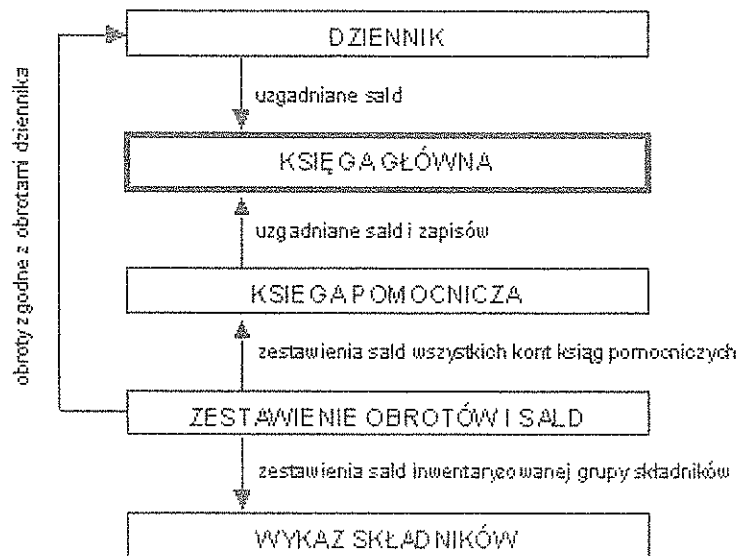 DZIENNIK
uzgadniane sald
KSIĘGA GŁÓWNA
uzgadniane sald i zapisów
KSIEGA POMOCNICZA
zestawienia sald wszystkich kont ksiąg pomocniczych
ZESTAWIENIE OBROTÓW I SALD
zestawienia sald inwentaryzowanej grupy składników
WYKAZ SKŁADNIKÓW
obroty zgodne z obrotami dziennika